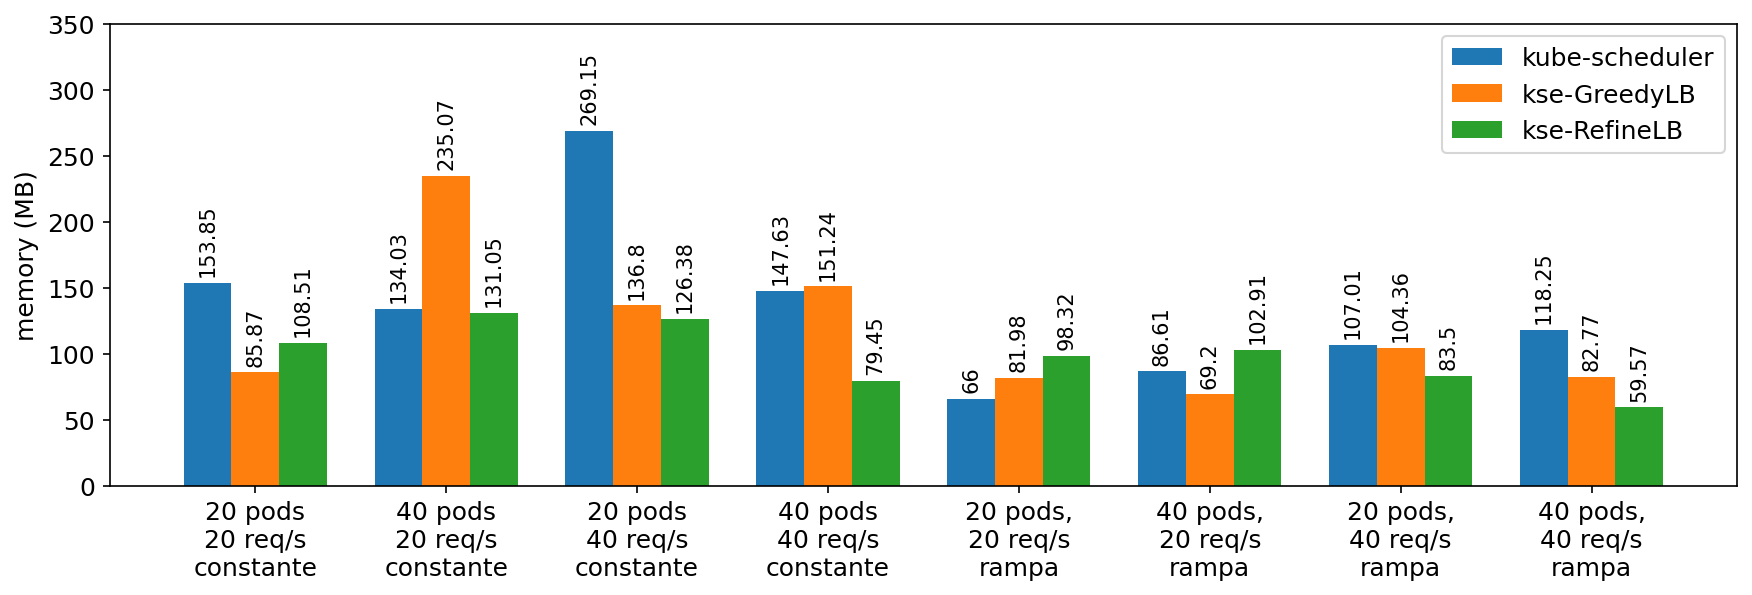 350
300
250
200
150
100
50
0
memory (MB)
kube-scheduler
kse-GreedyLB
kse-RefineLB
153.85
85.87
108.51
134.03
235.07
131.05
269.15
136.8
126.38
147.63
151.24
79.45
66
81.98
98.32
86.61
69.2
102.91
107.01
104.36
83.5
118.25
82.77
59.57
20 pods
20 req/s
constante
40 pods
20 req/s
constante
20 pods
40 req/s
constante
40 pods
40 req/s
constante
20 pods,
20 req/s
rampa
40 pods,
20 req/s
rampa
20 pods,
40 req/s
rampa
40 pods,
40 req/s
rampa